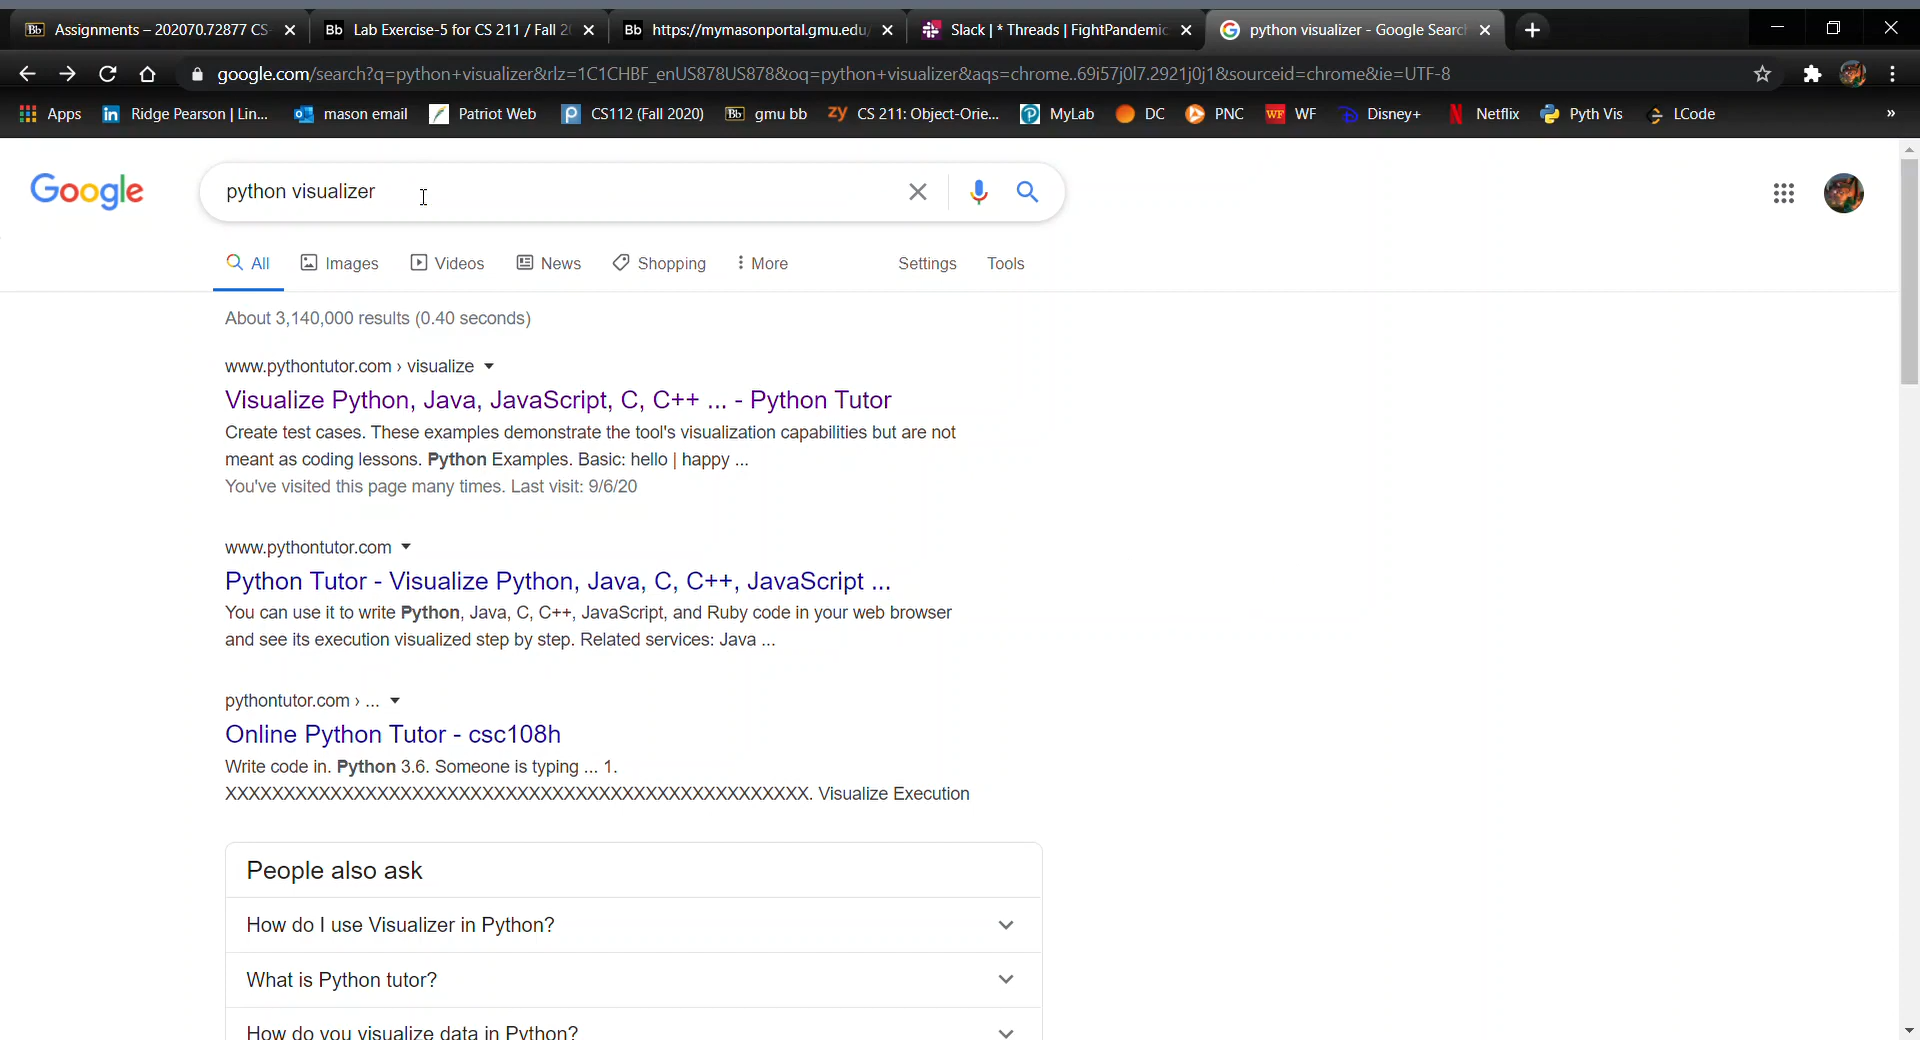 Bb Assignments – 202070.72877 CS-
Bb Lab Exercise-5 for CS 211 / Fall 2
Bb https://mymasonportal.gmu.edu/
Slack | * Threads | FightPandemic
python visualizer - Google Search
google.com/search?q=python+visualizer&rlz=1C1CHBF_enUS878US878&oq=python+visualizer&aqs=chrome..69i57j0l7.2921j0j1&sourceid=chrome&ie=UTF-8
Apps in Ridge Pearson | Lin... mason email Patriot Web CS112 (Fall 2020) Bb gmu bb ZY CS 211: Object-Orie... MyLab DC PNC WF WF Disney+ Netflix Pyth Vis LCode »
Google
python visualizer
All Images Videos News Shopping More Settings Tools
About 3,140,000 results (0.40 seconds)
www.pythontutor.com › visualize
Visualize Python, Java, JavaScript, C, C++ ... - Python Tutor
Create test cases. These examples demonstrate the tool's visualization capabilities but are not
meant as coding lessons. Python Examples. Basic: hello | happy ...
You've visited this page many times. Last visit: 9/6/20
www.pythontutor.com
Python Tutor - Visualize Python, Java, C, C++, JavaScript ...
You can use it to write Python, Java, C, C++, JavaScript, and Ruby code in your web browser
and see its execution visualized step by step. Related services: Java ...
pythontutor.com › ...
Online Python Tutor - csc108h
Write code in. Python 3.6. Someone is typing ... 1.
XXXXXXXXXXXXXXXXXXXXXXXXXXXXXXXXXXXXXXXXXXXXXXXXXX. Visualize Execution
People also ask
How do I use Visualizer in Python?
What is Python tutor?
How do you visualize data in Python?